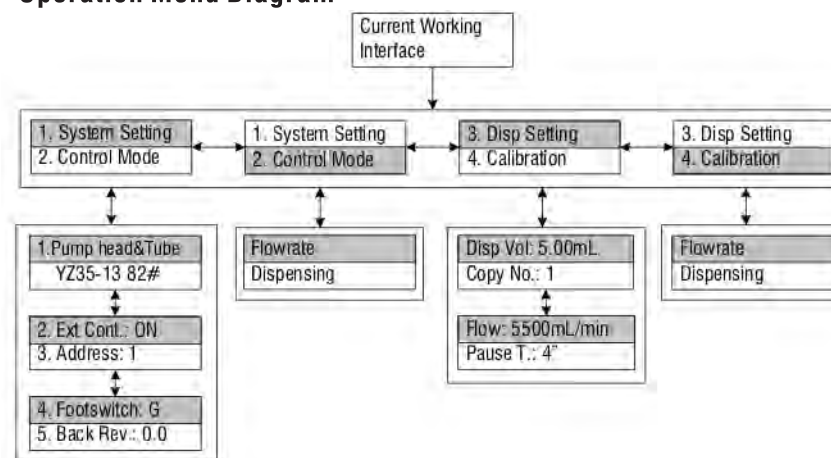 Operation Menu Diagram
Current Working
Interface
1. System Setting
2. Control Mode
1. System Setting
2. Control Mode
3. Disp Setting
4. Calibration
3. Disp Setting
4. Calibration
1.Pump head&Tube
YZ35-13 82#
2. Ext Cont.: ON
3. Address: 1
4. Footswitch: G
5. Back Rev.: 0.0
Flowrate
Dispensing
Disp Vol: 5.00mL
Copy No.: 1
Flow: 5500mL/min
Pause T.: 4"
Flowrate
Dispensing